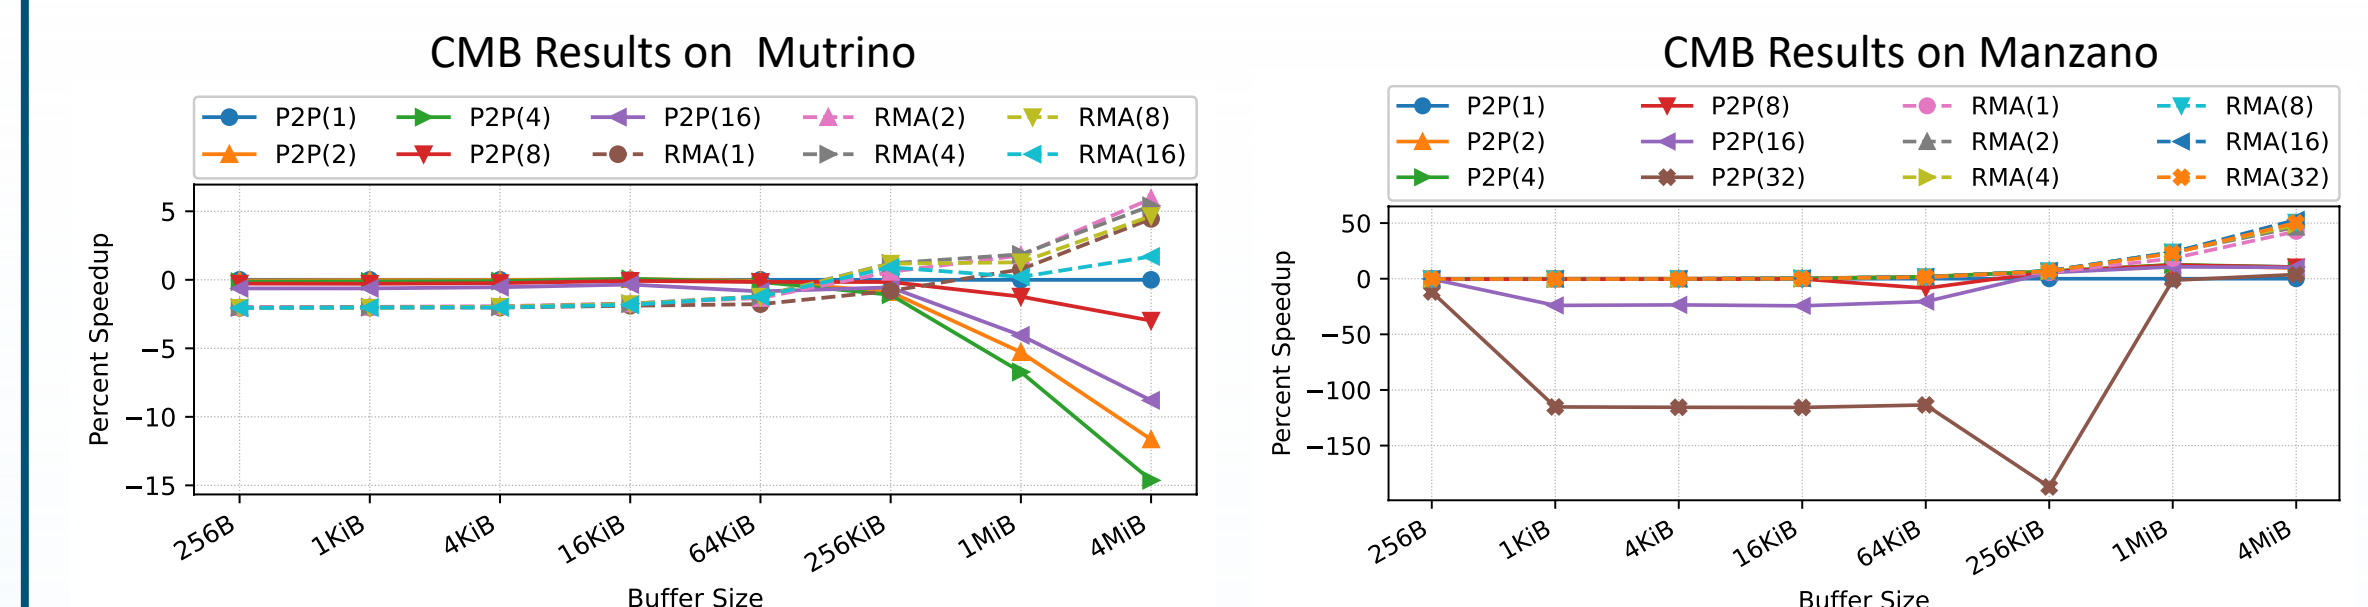 CMB Results on  Mutrino
P2P(1) P2P(4) P2P(16) RMA(2) RMA(8)
P2P(2) P2P(8) RMA(1) RMA(4) RMA(16)
Percent Speedup
5
0
−5
−10
−15
256B 1KiB 4KiB 16KiB 64KiB 256KiB 1MiB 4MiB
Buffer Size
CMB Results on Manzano
P2P(1) P2P(8) RMA(1) RMA(8)
P2P(2) P2P(16) RMA(2) RMA(16)
P2P(4) P2P(32) RMA(4) RMA(32)
Percent Speedup
50
0
−50
−100
−150
256B 1KiB 4KiB 16KiB 64KiB 256KiB 1MiB 4MiB
Buffer Size